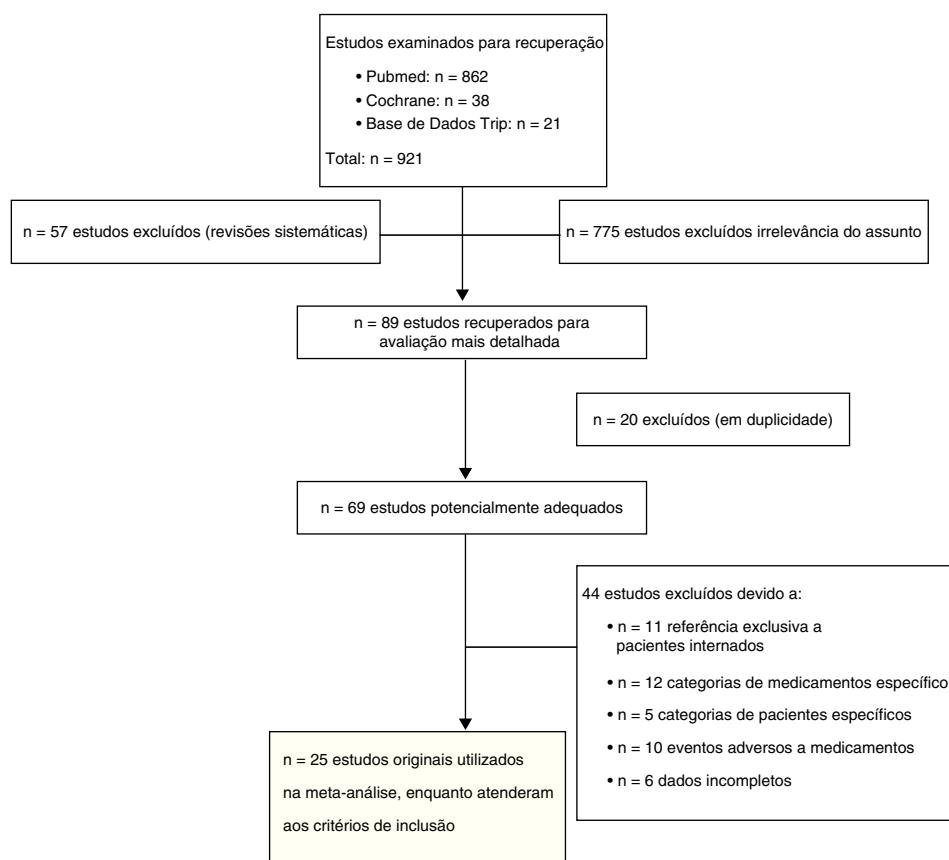 Estudos examinados para recuperação
• Pubmed: n = 862
• Cochrane: n = 38
• Base de Dados Trip: n = 21
Total: n = 921
n = 57 estudos excluídos (revisões sistemáticas)
n = 775 estudos excluídos irrelevância do assunto
n = 89 estudos recuperados para
avaliação mais detalhada
n = 20 excluídos (em duplicidade)
n = 69 estudos potencialmente adequados
44 estudos excluídos devido a:
• n = 11 referência exclusiva a
pacientes internados
• n = 12 categorias de medicamentos específico
• n = 5 categorias de pacientes específicos
• n = 10 eventos adversos a medicamentos
• n = 6 dados incompletos
n = 25 estudos originais utilizados
na meta-análise, enquanto atenderam
aos critérios de inclusão